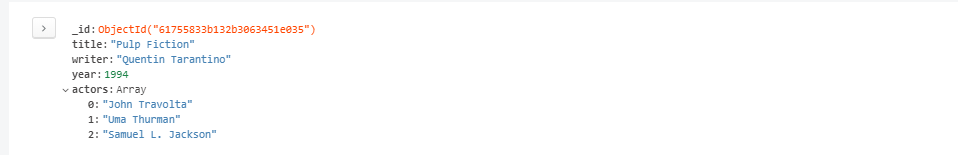 _id: ObjectId("61755833b132b3063451e035")
title: "Pulp Fiction"
writer: "Quentin Tarantino"
year: 1994
actors: Array
0: "John Travolta"
1: "Uma Thurman"
2: "Samuel L. Jackson"